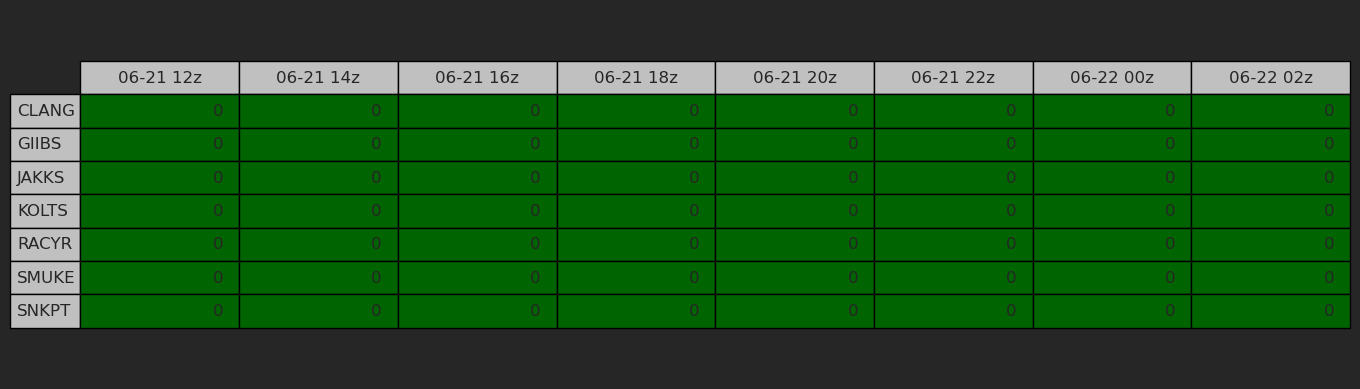 06-21 12z 06-21 14z 06-21 16z 06-21 18z 06-21 20z 06-21 22z 06-22 00z 06-22 02z
CLANG 0 0 0 0 0 0 0 0
GIIBS 0 0 0 0 0 0 0 0
JAKKS 0 0 0 0 0 0 0 0
KOLTS 0 0 0 0 0 0 0 0
RACYR 0 0 0 0 0 0 0 0
SMUKE 0 0 0 0 0 0 0 0
SNKPT 0 0 0 0 0 0 0 0